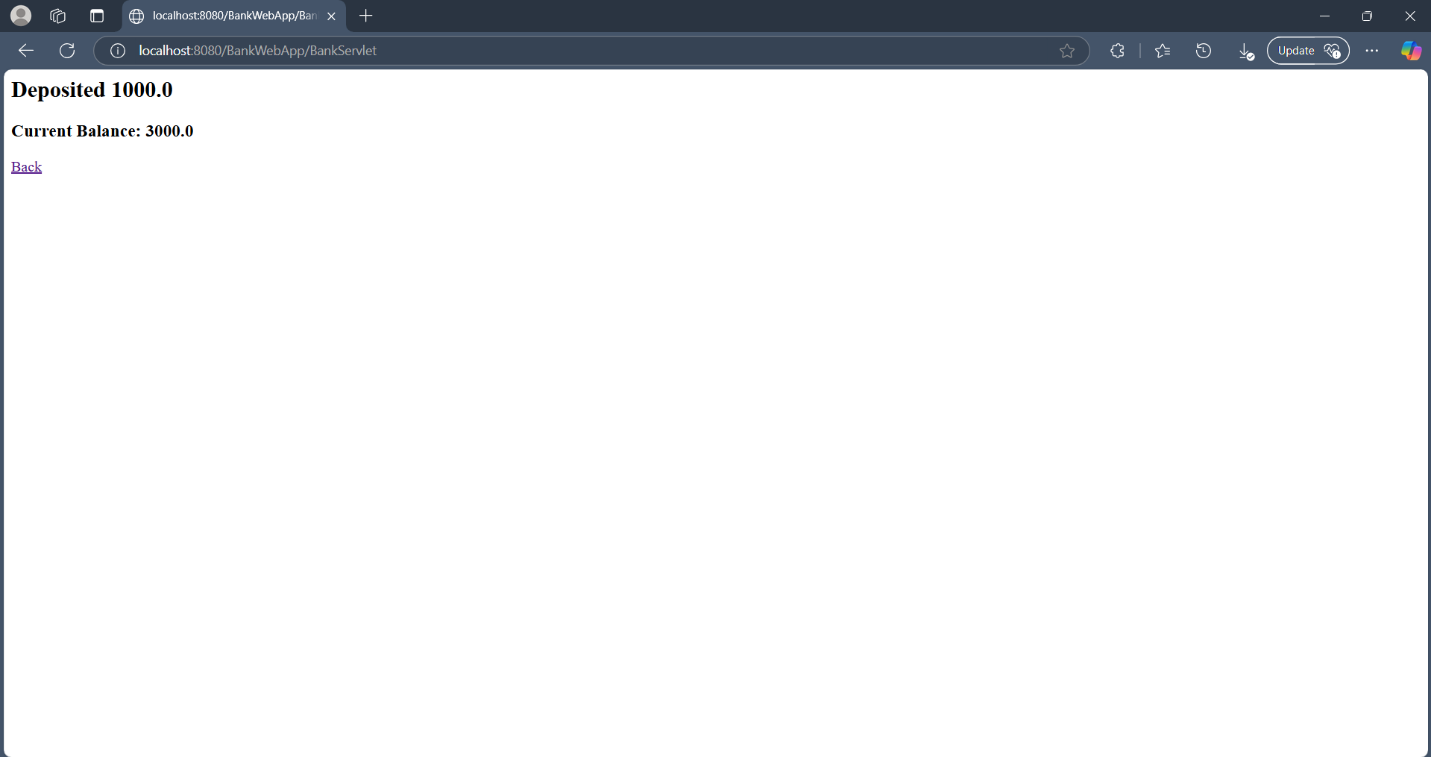 localhost:8080/BankWebApp/Ban
localhost:8080/BankWebApp/BankServlet
Update
Deposited 1000.0
Current Balance: 3000.0
Back